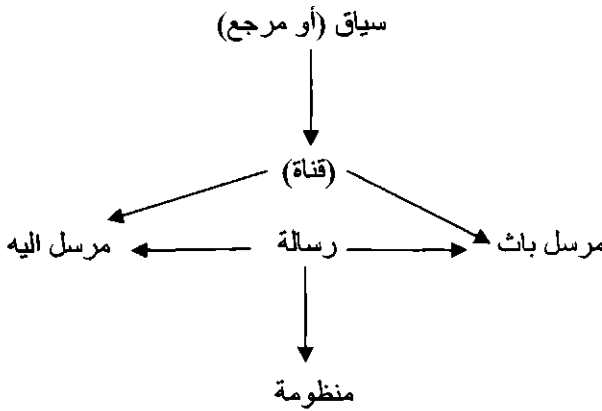 سياق (أو مرجع)
(قناة)
مرسل باث رسالة مرسل اليه
منظومة